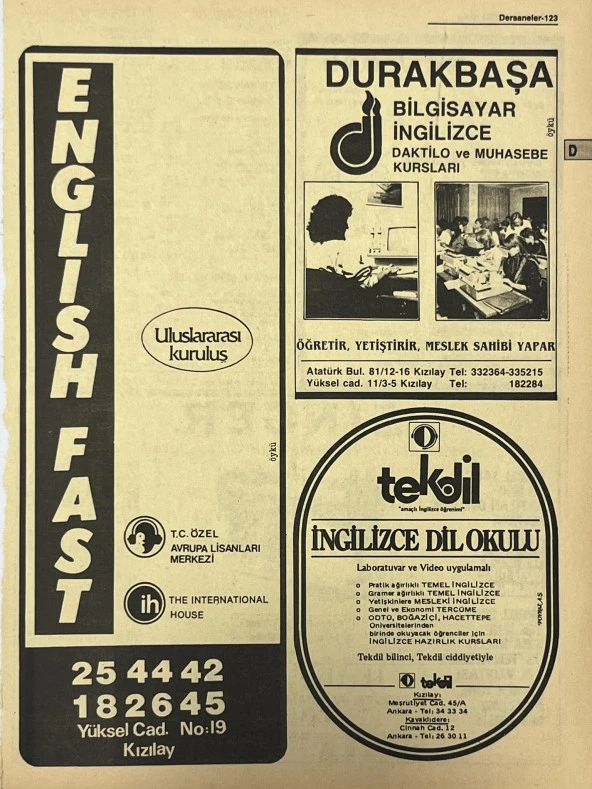 Dersaneler-123
ENGLISH FAST
Uluslararası
kuruluş
öykü
T.C. ÖZEL
AVRUPA LİSANLARI
MERKEZİ
ih
THE INTERNATIONAL
HOUSE
25 44 42
18 26 45
Yüksel Cad. No:19
Kızılay
DURAKBAŞA
BİLGİSAYAR
İNGİLİZCE
DAKTİLO ve MUHASEBE
KURSLARI
öykü
D
ÖĞRETİR, YETİŞTİRİR, MESLEK SAHİBİ YAPAR
Atatürk Bul. 81/12-16 Kızılay Tel: 332364-335215
Yüksel cad. 11/3-5 Kızılay Tel: 182284
tekdil
"amaçlı İngilizce öğrenimi"
İNGİLİZCE DİL OKULU
Laboratuvar ve Video uygulamalı
o Pratik ağırlıklı TEMEL İNGİLİZCE
o Gramer ağırlıklı TEMEL İNGİLİZCE
o Yetişkinlere MESLEKİ İNGİLİZCE
o Genel ve Ekonomi TERCÜME
o ODTÜ, BOĞAZİÇİ, HACETTEPE
Üniversitelerinden
birinde okuyacak öğrenciler için
İNGİLİZCE HAZIRLIK KURSLARI
Tekdil bilinci, Tekdil ciddiyetiyle
tekdil
Kızılay:
Meşrutiyet Cad. 45/A
Ankara - Tel: 34 33 34
Kavaklıdere:
Cinnah Cad. 12
Ankara - Tel: 26 30 11